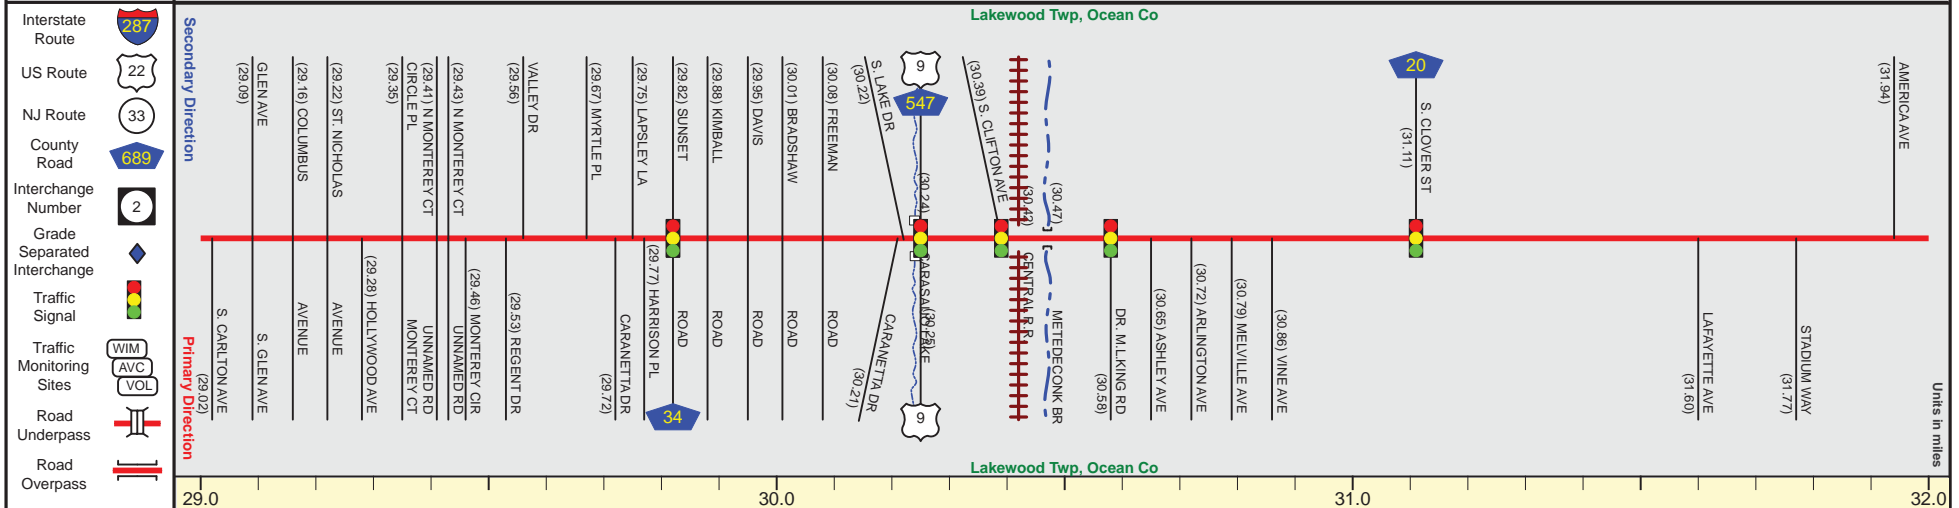 Interstate
Route
287
US Route
22
NJ Route
33
County
Road
689
Interchange
Number
2
Grade
Separated
Interchange
Traffic
Signal
Traffic
Monitoring
Sites
WIM
AVC
VOL
Road
Underpass
Road
Overpass
Secondary Direction
Primary Direction
Lakewood Twp, Ocean Co
GLEN AVE
(29.09)
(29.16) COLUMBUS
(29.22) ST. NICHOLAS
CIRCLE PL
(29.35)
(29.41) N MONTEREY CT
(29.43) N MONTEREY CT
VALLEY DR
(29.56)
(29.67) MYRTLE PL
(29.75) LAPSLEY LA
(29.82) SUNSET
(29.88) KIMBALL
(29.95) DAVIS
(30.01) BRADSHAW
(30.08) FREEMAN
S. LAKE DR
(30.22)
9
547
(30.24)
(30.39) S. CLIFTON AVE
(30.42)
(30.47)
20
S. CLOVER ST
(31.11)
AMERICA AVE
(31.94)
S. CARLTON AVE
(29.02)
S. GLEN AVE
AVENUE
AVENUE
(29.28) HOLLYWOOD AVE
MONTEREY CT
UNNAMED RD
UNNAMED RD
(29.46) MONTEREY CIR
(29.53) REGENT DR
CARANETTA DR
(29.72)
(29.77) HARRISON PL
ROAD
34
ROAD
ROAD
ROAD
ROAD
CARANETTA DR
(30.21)
CARASALJO LAKE
(30.25)
9
CENTRAL R.R.
METEDECONK BR
DR. M.L.KING RD
(30.58)
(30.65) ASHLEY AVE
(30.72) ARLINGTON AVE
(30.79) MELVILLE AVE
(30.86) VINE AVE
LAFAYETTE AVE
(31.60)
STADIUM WAY
(31.77)
Units in miles
Lakewood Twp, Ocean Co
29.0
30.0
31.0
32.0